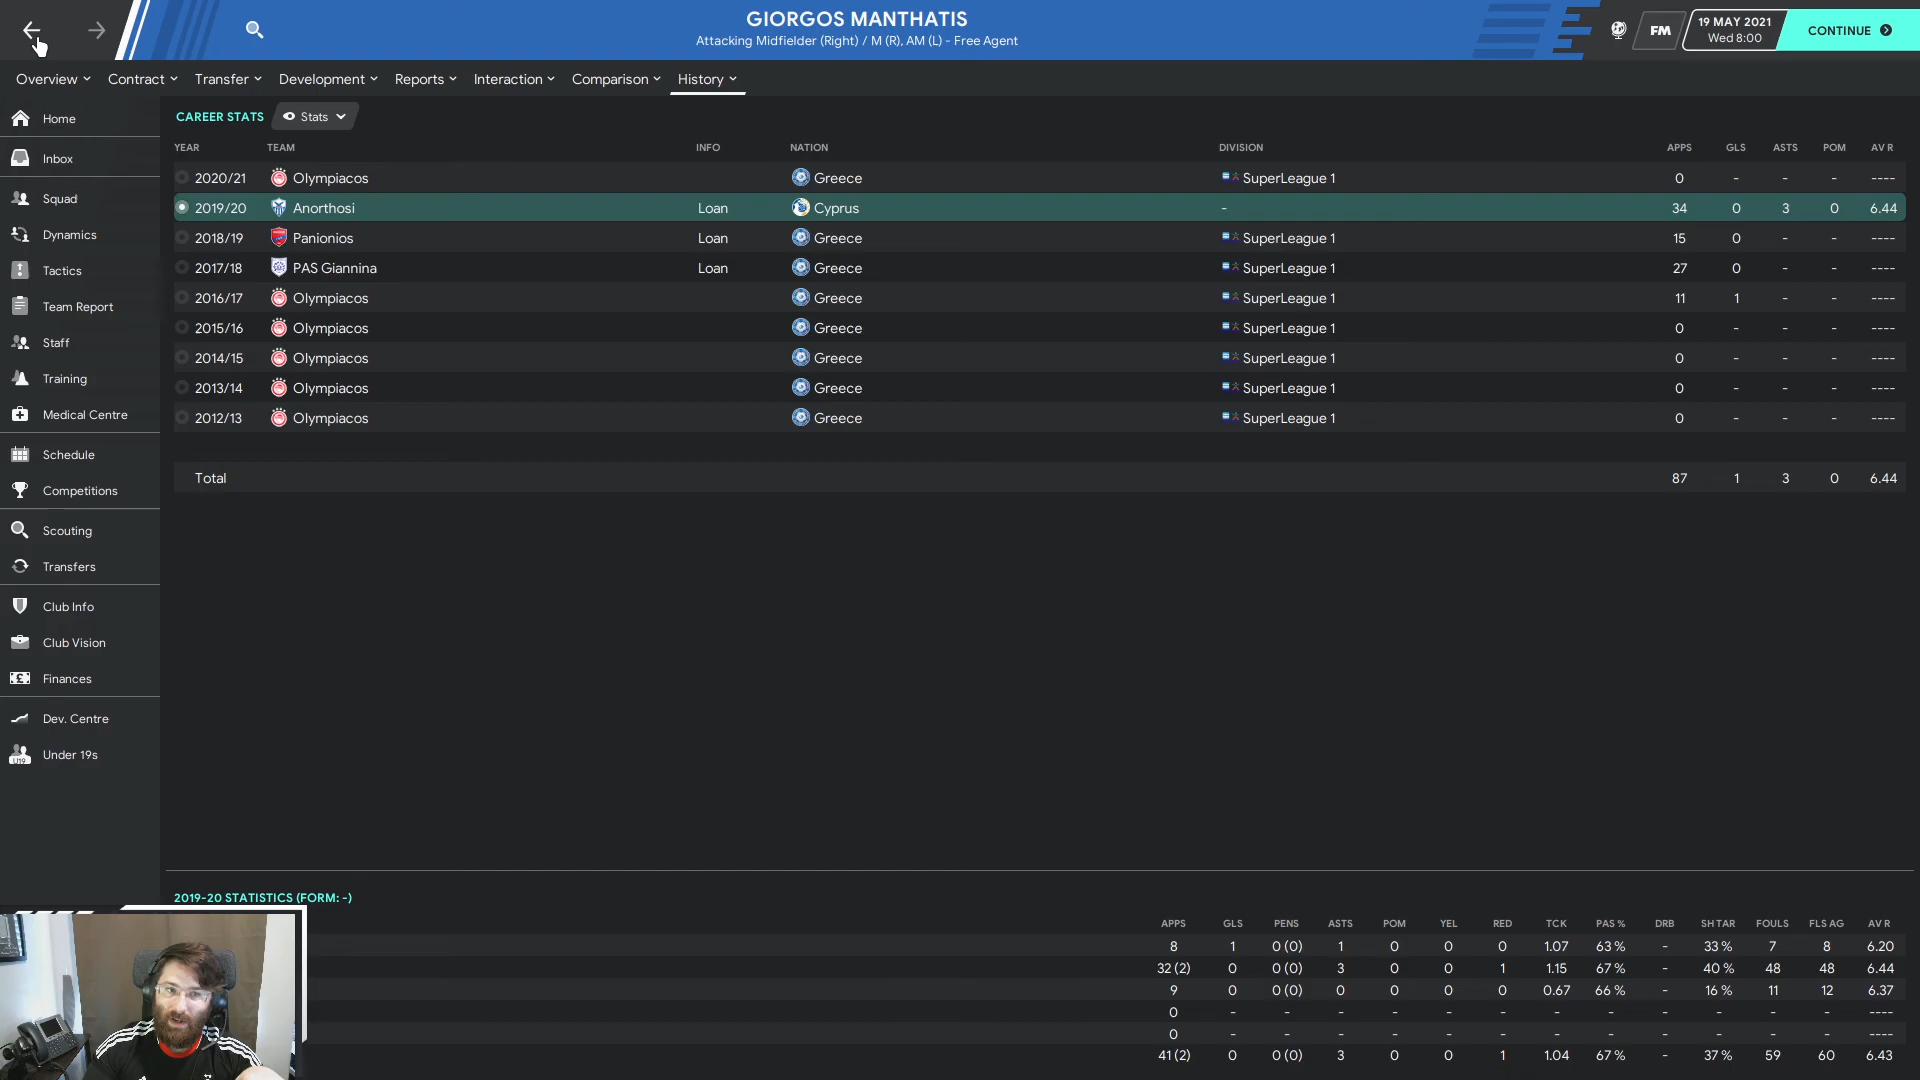 GIORGOS MANTHATIS
Attacking Midfielder (Right) / M (R), AM (L) - Free Agent
FM
19 MAY 2021
Wed 8:00
CONTINUE
Overview Contract Transfer Development Reports Interaction Comparison History
Home
Inbox
Squad
Dynamics
Tactics
Team Report
Staff
Training
Medical Centre
Schedule
Competitions
Scouting
Transfers
Club Info
Club Vision
Finances
Dev. Centre
Under 19s
CAREER STATS Stats
YEAR TEAM INFO NATION DIVISION APPS GLS ASTS POM AV R
2020/21 Olympiacos Greece SuperLeague 1 0 - - - ----
2019/20 Anorthosi Loan Cyprus - 34 0 3 0 6.44
2018/19 Panionios Loan Greece SuperLeague 1 15 0 - - ----
2017/18 PAS Giannina Loan Greece SuperLeague 1 27 0 - - ----
2016/17 Olympiacos Greece SuperLeague 1 11 1 - - ----
2015/16 Olympiacos Greece SuperLeague 1 0 - - - ----
2014/15 Olympiacos Greece SuperLeague 1 0 - - - ----
2013/14 Olympiacos Greece SuperLeague 1 0 - - - ----
2012/13 Olympiacos Greece SuperLeague 1 0 - - - ----
Total 87 1 3 0 6.44
2019-20 STATISTICS (FORM: -)
APPS GLS PENS ASTS POM YEL RED TCK PAS % DRB SH TAR FOULS FLS AG AV R
8 1 0 (0) 1 0 0 0 1.07 63 % - 33 % 7 8 6.20
32 (2) 0 0 (0) 3 0 0 1 1.15 67 % - 40 % 48 48 6.44
9 0 0 (0) 0 0 0 0 0.67 66 % - 16 % 11 12 6.37
0 - - - - - - - - - - - - ----
0 - - - - - - - - - - - - ----
41 (2) 0 0 (0) 3 0 0 1 1.04 67 % - 37 % 59 60 6.43